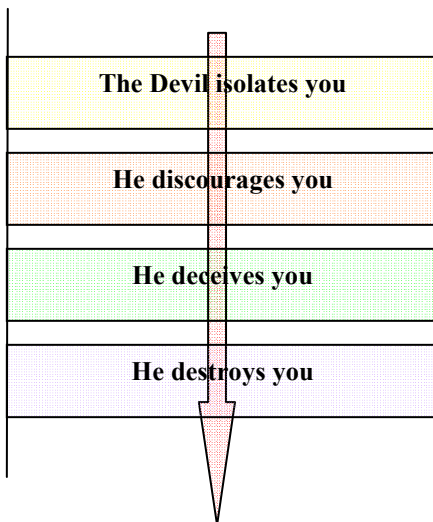 The Devil isolates you
He discourages you
He deceives you
He destroys you